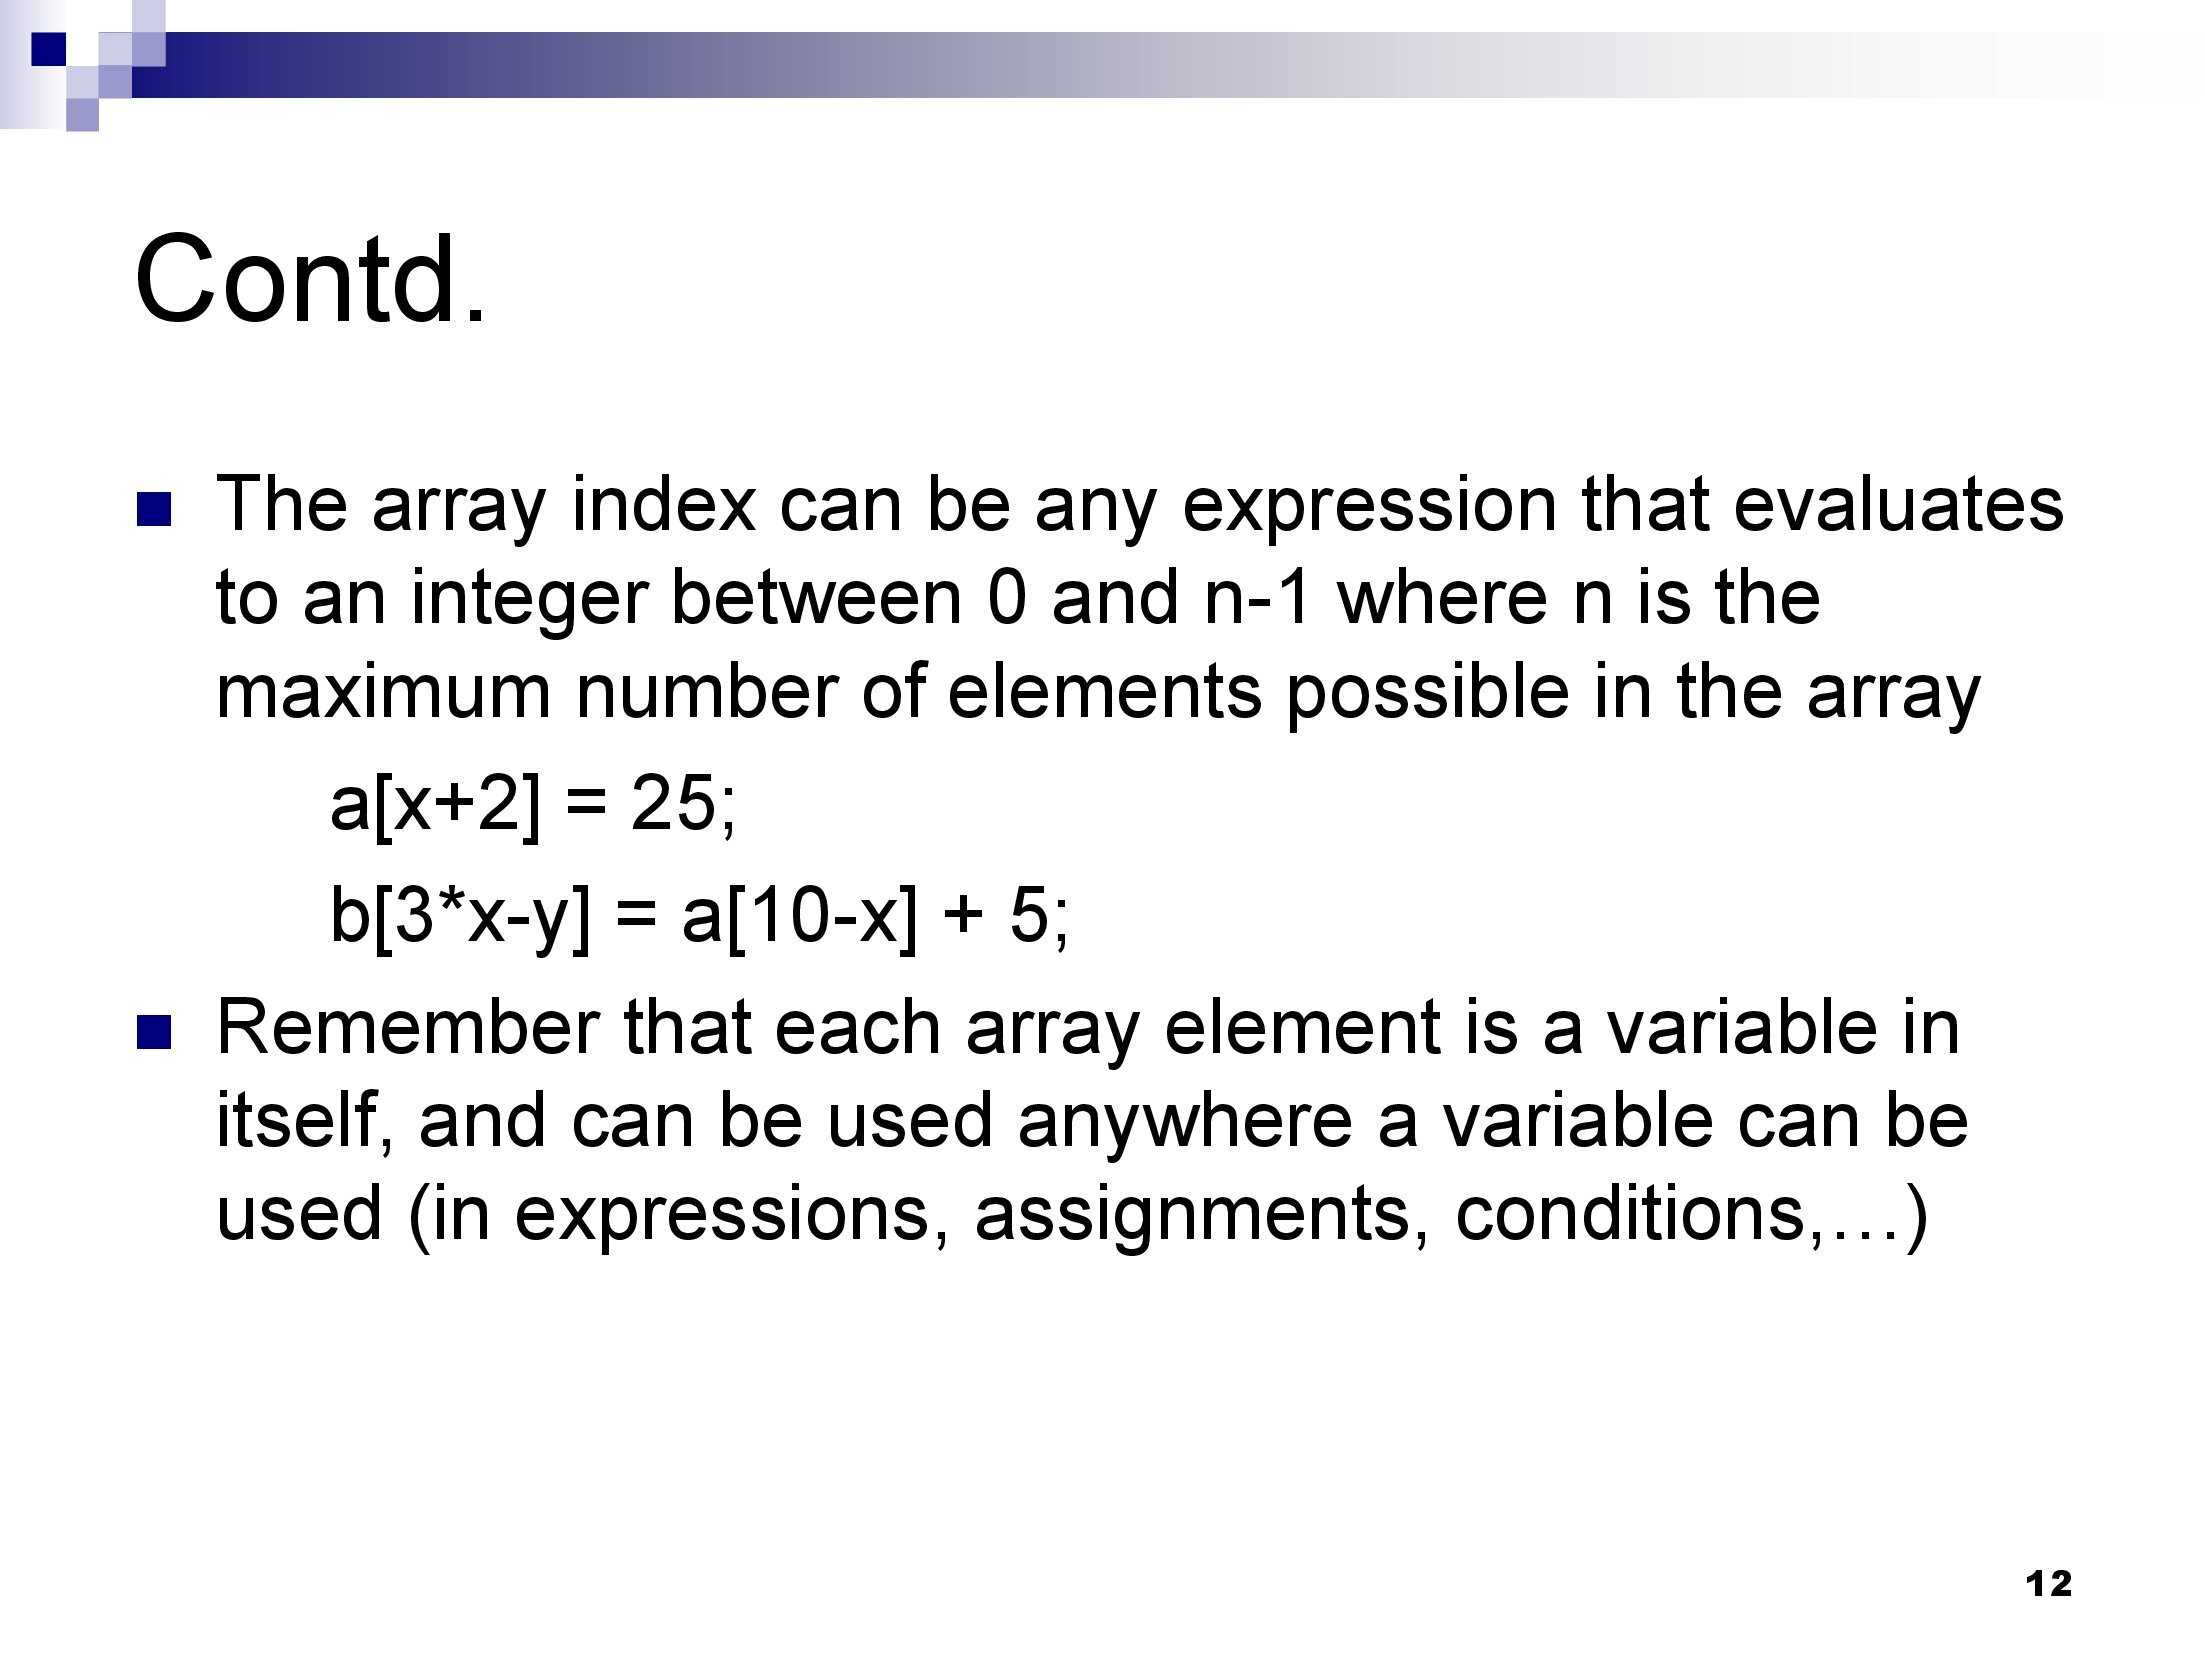 Contd.
The array index can be any expression that evaluates
to an integer between 0 and n-1 where n is the
maximum number of elements possible in the array
a[x+2] = 25;
b[3*x-y] = a[10-x] + 5;
Remember that each array element is a variable in
itself, and can be used anywhere a variable can be
used (in expressions, assignments, conditions,…)
12